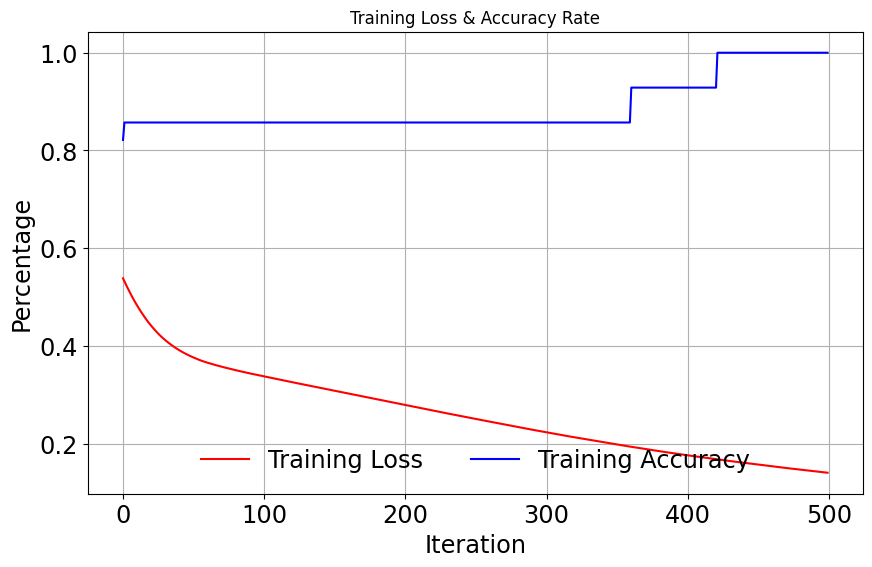 Training Loss & Accuracy Rate
1.0
0.8
0.6
0.4
0.2
Percentage
Training Loss
Training Accuracy
0 100 200 300 400 500
Iteration